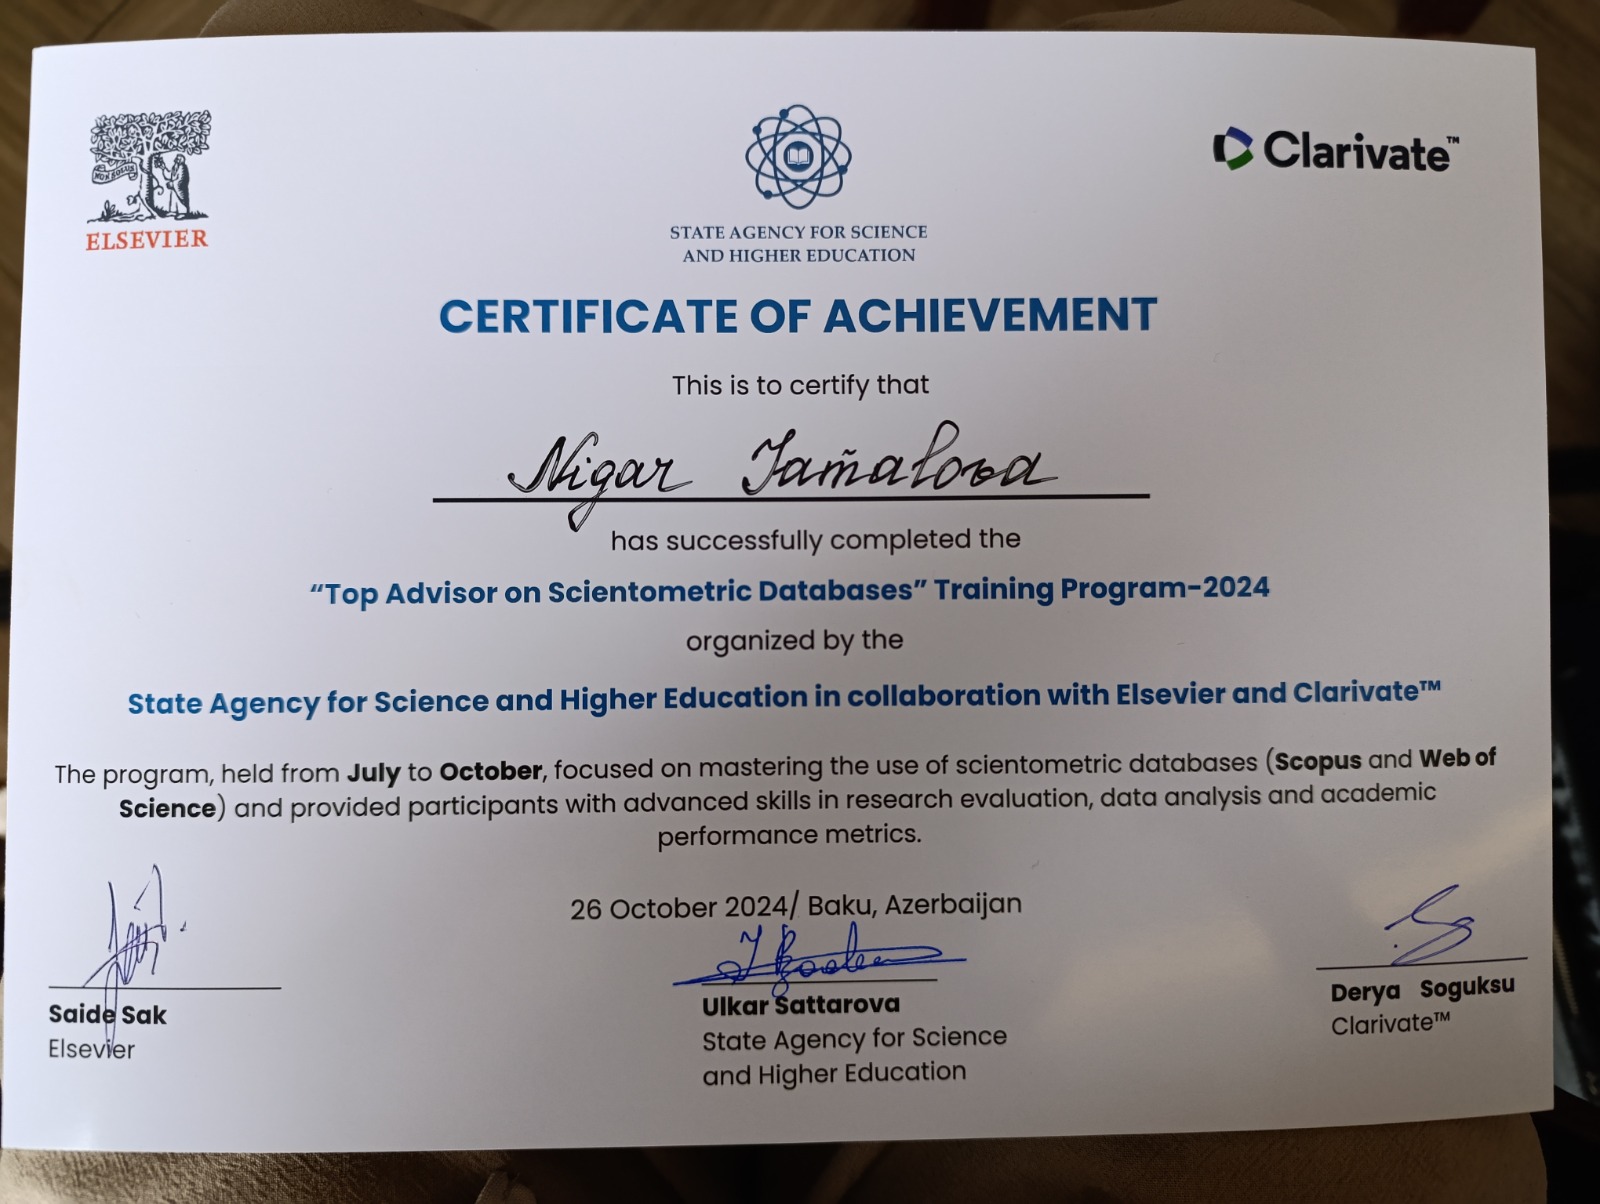 NON SOLUS
ELSEVIER
STATE AGENCY FOR SCIENCE
AND HIGHER EDUCATION
Clarivate™
CERTIFICATE OF ACHIEVEMENT
This is to certify that
Nigar Jamalova
has successfully completed the
“Top Advisor on Scientometric Databases” Training Program-2024
organized by the
State Agency for Science and Higher Education in collaboration with Elsevier and Clarivate™
The program, held from July to October, focused on mastering the use of scientometric databases (Scopus and Web of
Science) and provided participants with advanced skills in research evaluation, data analysis and academic
performance metrics.
26 October 2024/ Baku, Azerbaijan
Saide Sak
Elsevier
Ulkar Sattarova
State Agency for Science
and Higher Education
Derya Soguksu
Clarivate™